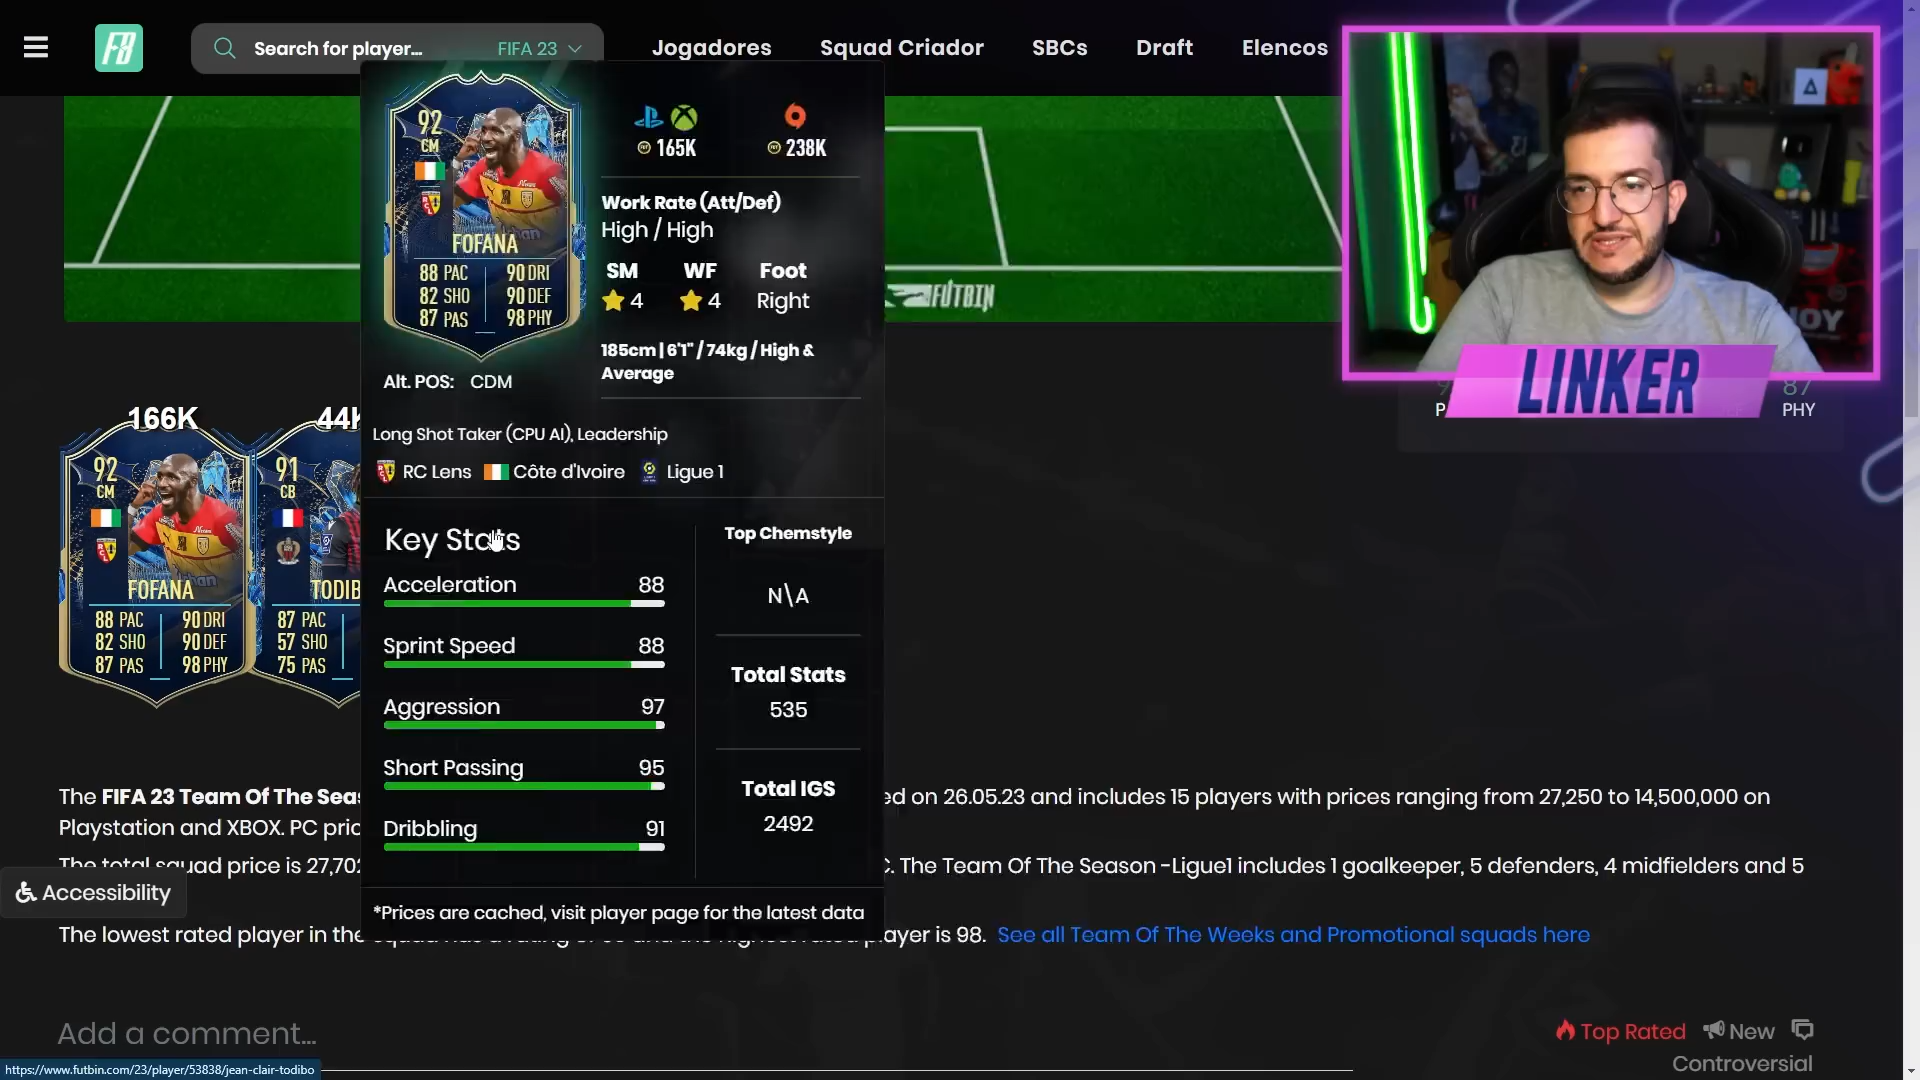 Search for player...
FIFA 23
Jogadores
Squad Criador
SBCs
Draft
Elencos
92
CM
FOFANA
88 PAC 90 DRI
82 SHO 90 DEF
87 PAS 98 PHY
165K
238K
Work Rate (Att/Def)
High / High
SM WF Foot
4 4 Right
185cm | 6'1" / 74kg / High &
Average
Alt. POS: CDM
Long Shot Taker (CPU AI), Leadership
RC Lens Côte d'Ivoire Ligue 1
Key Stats
Acceleration 88
Sprint Speed 88
Aggression 97
Short Passing 95
Dribbling 91
Top Chemstyle
N\A
Total Stats
535
Total IGS
2492
*Prices are cached, visit player page for the latest data
FUTBIN
LINKER
87
PHY
166K
92
CM
FOFANA
88 PAC 90 DRI
82 SHO 90 DEF
87 PAS 98 PHY
91
CB
87 PAC
57 SHO
75 PAS
The FIFA 23 Team Of The on 26.05.23 and includes 15 players with prices ranging from 27,250 to 14,500,000 on
Playstation and XBOX. PC
The total squad price is The Team Of The Season -Ligue1 includes 1 goalkeeper, 5 defenders, 4 midfielders and 5
The lowest rated player in the player is 98. See all Team Of The Weeks and Promotional squads here
Accessibility
Add a comment...
Top Rated
New
Controversial
https://www.futbin.com/23/player/53838/jean-clair-todibo